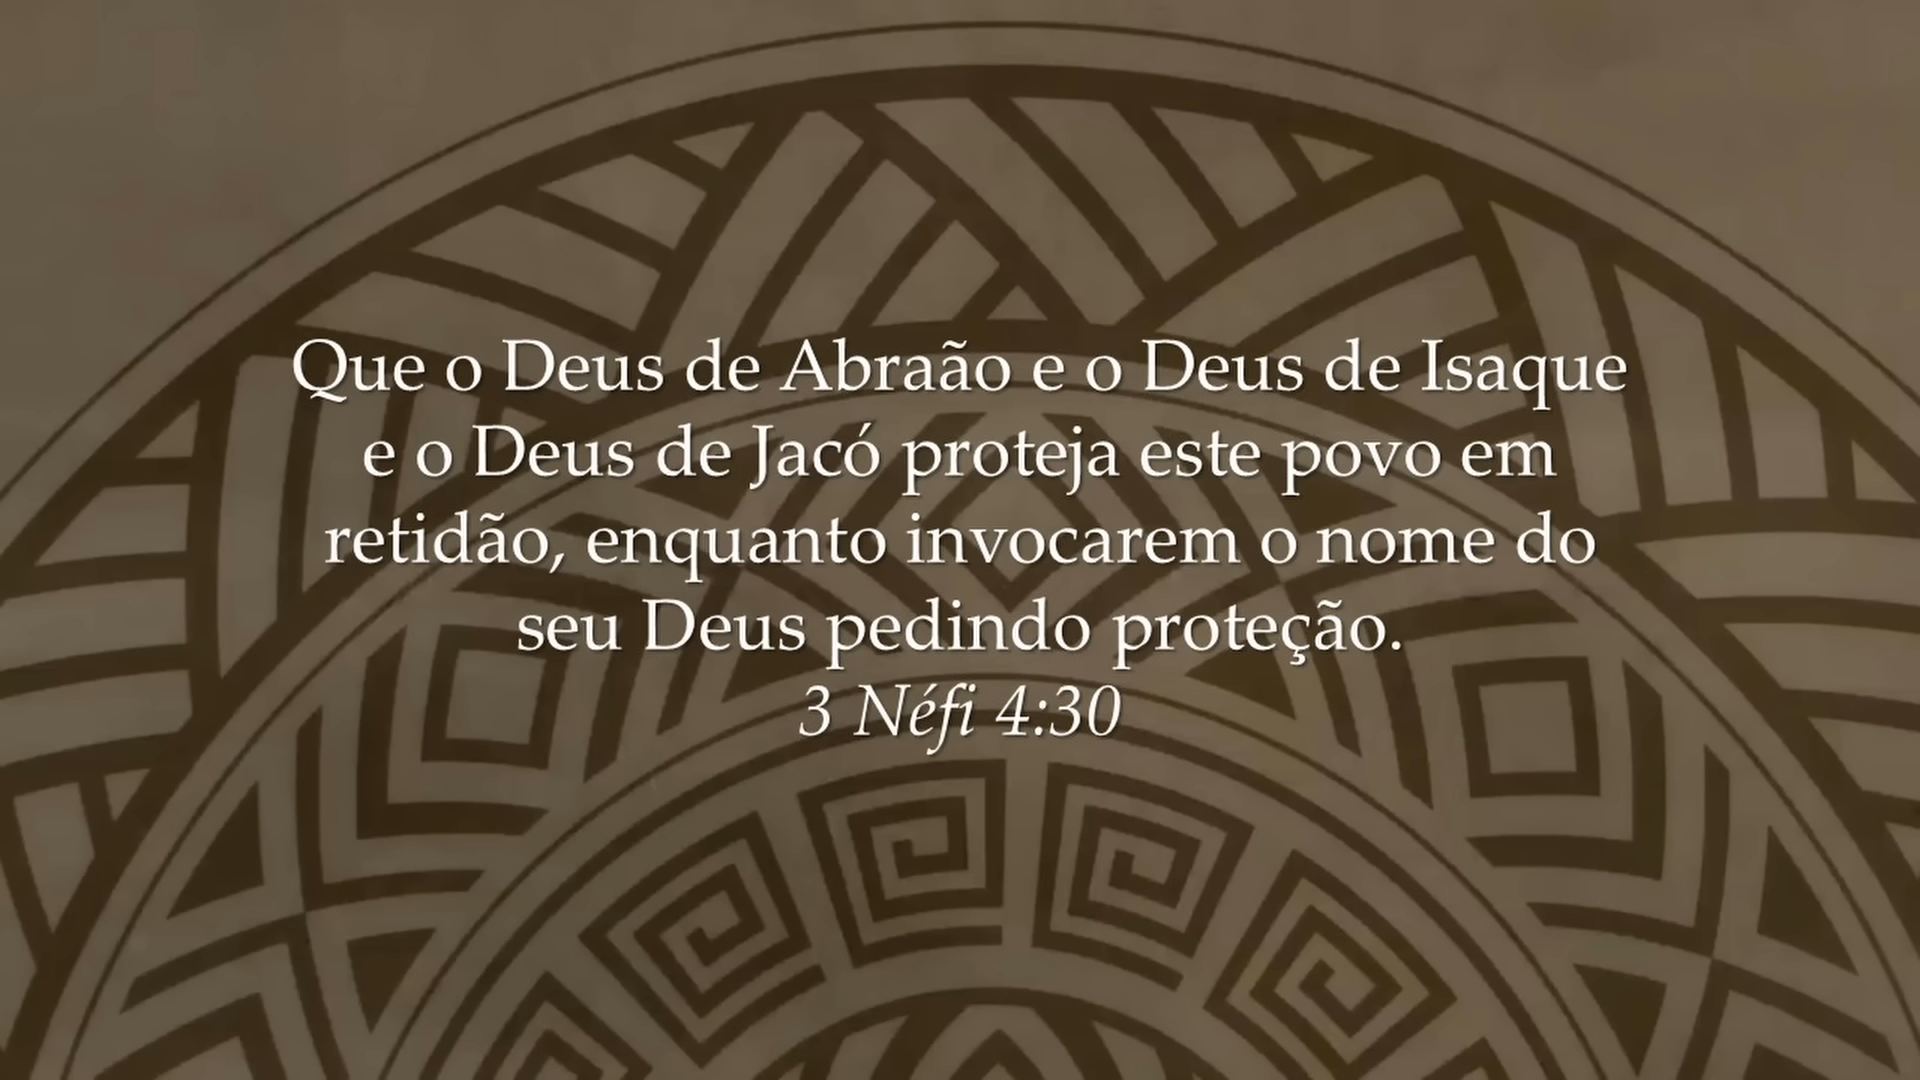 Que o Deus de Abraão e o Deus de Isaque
e o Deus de Jacó proteja este povo em
retidão, enquanto invocarem o nome do
seu Deus pedindo proteção.
3 Néfi 4:30